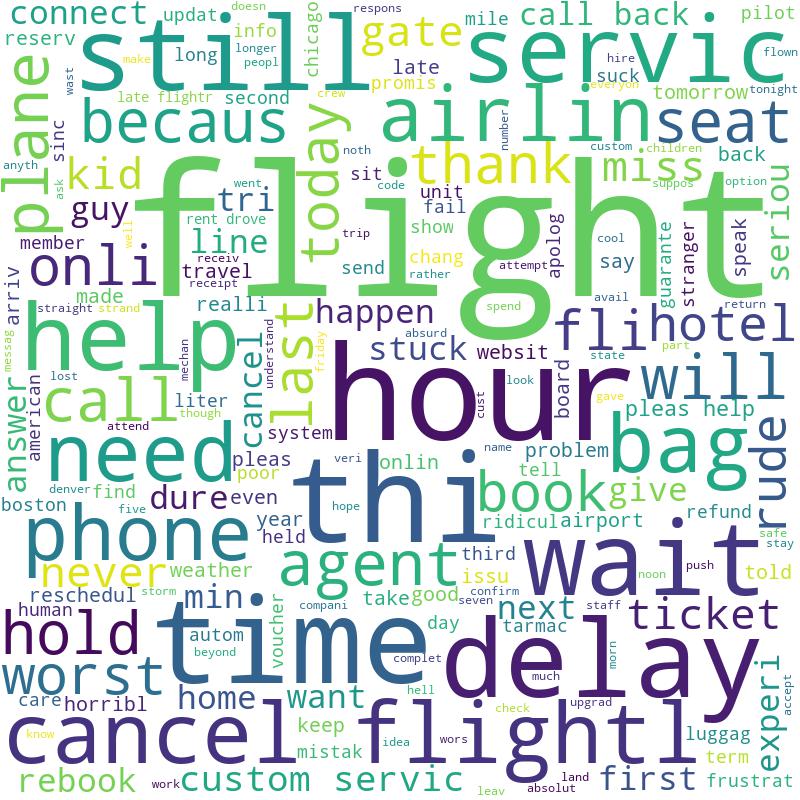 connect
updat
info
doesn
longer
peopl
chicago
respons
gate
mile
call back
pilot
reserv
still
make
long
wast
late
promis
servic
hire
suck
everyon
flown
tonight
tomorrow
late flightr
second
crew
becaus
airlin
number
seat
plane
sinc
anyth
ask
kid
noth
today
thank
custom
children
miss
back
suppos
option
flight
sit
code
unit
fail
tri
went
rent drove
guy
well
member
line
receiv
travel
receipt
trip
show
chang
rather
attempt
apolog
cool
say
guarante
stranger
speak
seriou
onli
arriv
send
made
realli
straight
strand
spend
avail
return
happen
absurd
fli
hotel
help
messag
mechan
cancel
understand
last
friday
stuck
websit
state
part
hour
look
cust
board
gave
will
lost
liter
though
call
american
answer
attend
system
pleas help
need
pleas
poor
veri
onlin
name
problem
tell
bag
rude
denver
find
boston
five
dure
even
thi
hope
book
give
refund
phone
year
held
ridicul
airport
safe
stay
never
weather
agent
third
issu
wait
push
told
noon
storm
reschedul
min
human
voucher
compani
take
good
seven
confirm
next
staff
ticket
hold
time
autom
beyond
day
tarmac
delay
morn
worst
complet
much
care
horribl
home
want
hell
upgrad
experi
accept
cancel
flightl
check
luggag
know
keep
mistak
idea
wors
term
rebook
work
custom servic
leav
absolut
land
first
frustrat